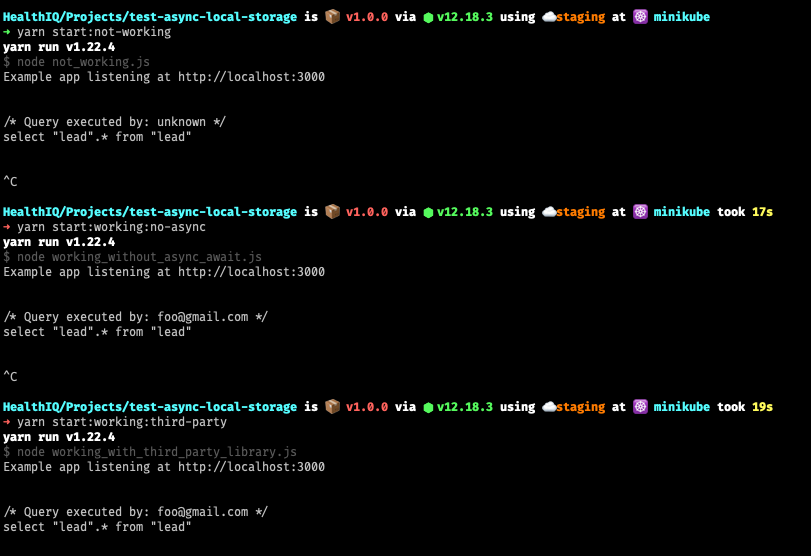 HealthIQ/Projects/test-async-local-storage is 📦 v1.0.0 via ⬢ v12.18.3 using ☁️staging at ☸️ minikube
➜ yarn start:not-working
yarn run v1.22.4
$ node not_working.js
Example app listening at http://localhost:3000
/* Query executed by: unknown */
select "lead".* from "lead"
^C
HealthIQ/Projects/test-async-local-storage is 📦 v1.0.0 via ⬢ v12.18.3 using ☁️staging at ☸️ minikube took 17s
➜ yarn start:working:no-async
yarn run v1.22.4
$ node working_without_async_await.js
Example app listening at http://localhost:3000
/* Query executed by: foo@gmail.com */
select "lead".* from "lead"
^C
HealthIQ/Projects/test-async-local-storage is 📦 v1.0.0 via ⬢ v12.18.3 using ☁️staging at ☸️ minikube took 19s
➜ yarn start:working:third-party
yarn run v1.22.4
$ node working_with_third_party_library.js
Example app listening at http://localhost:3000
/* Query executed by: foo@gmail.com */
select "lead".* from "lead"